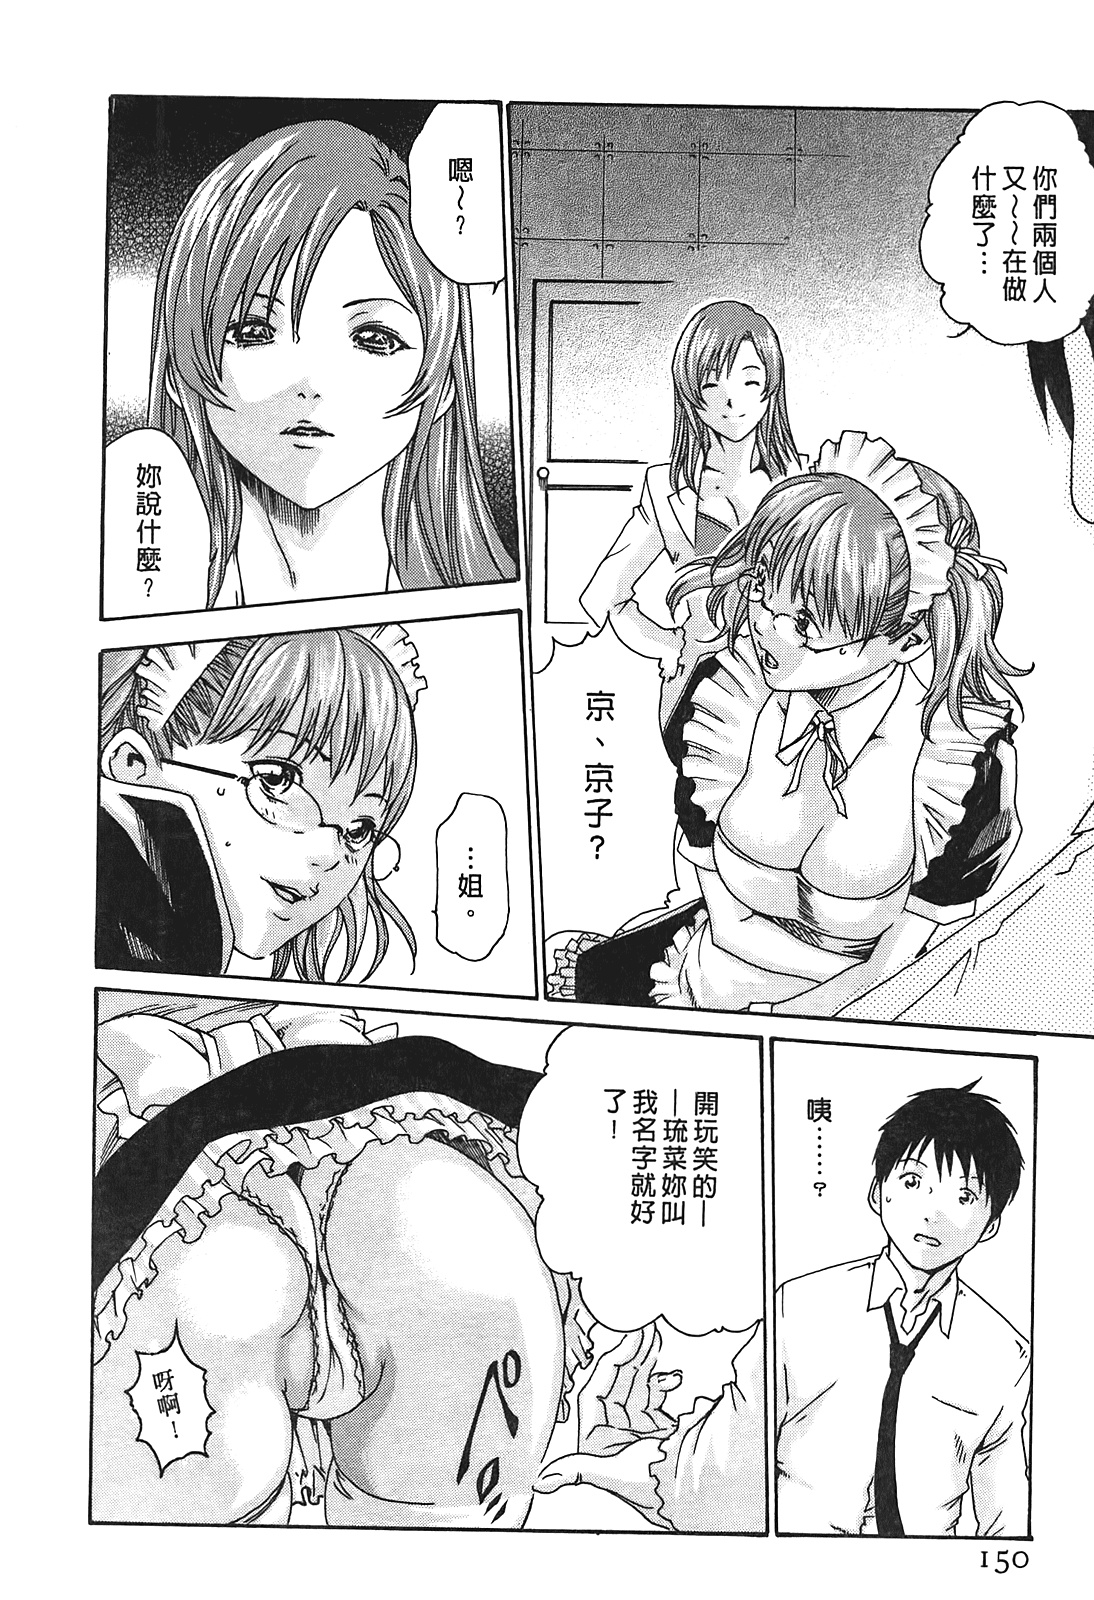 你們兩個人
又~~在做
什麼了…
京、京子？
嗯~？
妳說什麼？
…姐。
咦……？
開玩笑的—
—琉菜妳叫
我名字就好
了！
ペロ
呀啊！
150